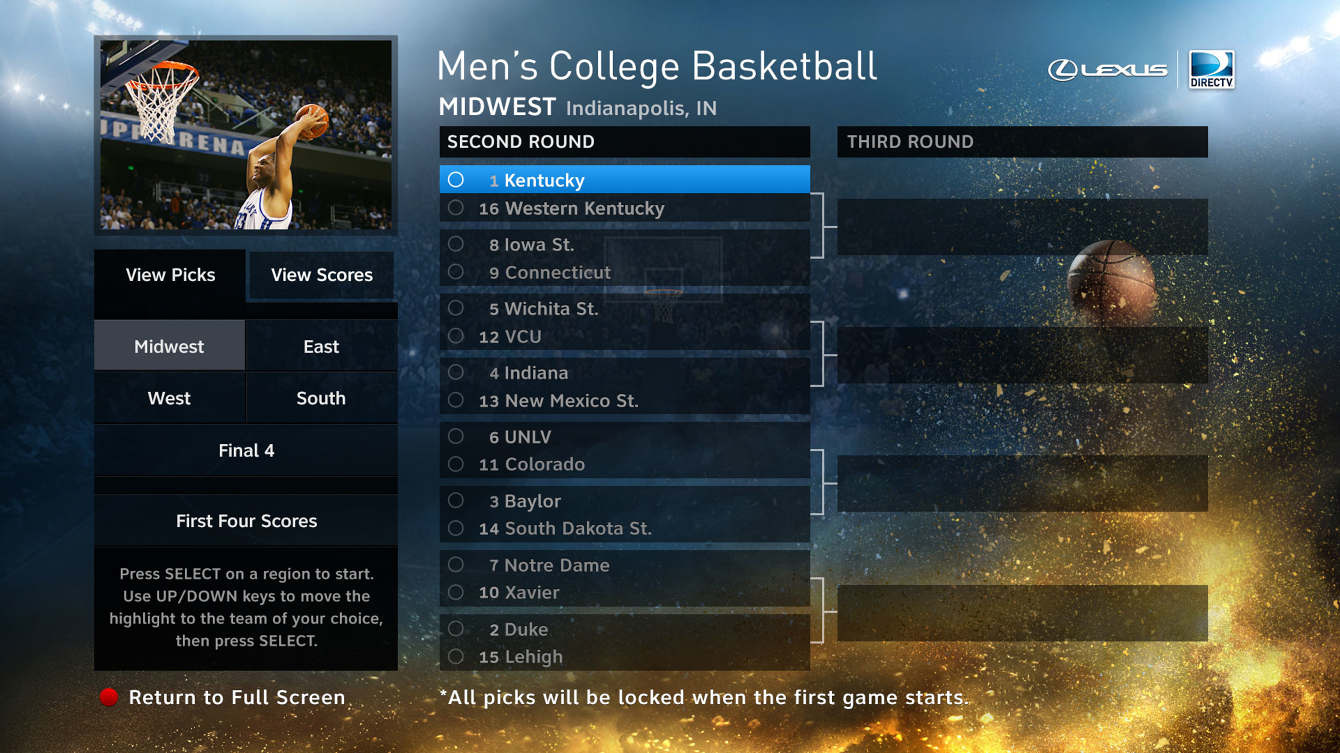 Men's College Basketball
LEXUS
DIRECTV
MIDWEST Indianapolis, IN
SECOND ROUND
THIRD ROUND
1 Kentucky
16 Western Kentucky
8 Iowa St.
9 Connecticut
5 Wichita St.
12 VCU
4 Indiana
13 New Mexico St.
6 UNLV
11 Colorado
3 Baylor
14 South Dakota St.
7 Notre Dame
10 Xavier
2 Duke
15 Lehigh
ARENA
View Picks
View Scores
Midwest
East
West
South
Final 4
First Four Scores
Press SELECT on a region to start.
Use UP/DOWN keys to move the
highlight to the team of your choice,
then press SELECT.
Return to Full Screen
*All picks will be locked when the first game starts.